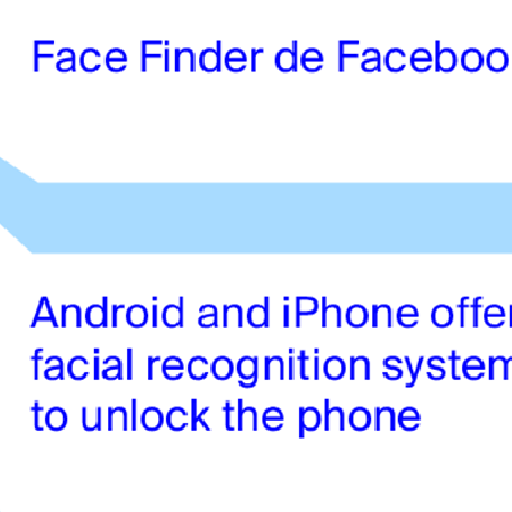 Face Finder de Faceboo
Android and iPhone offer
facial recognition system
to unlock the phone